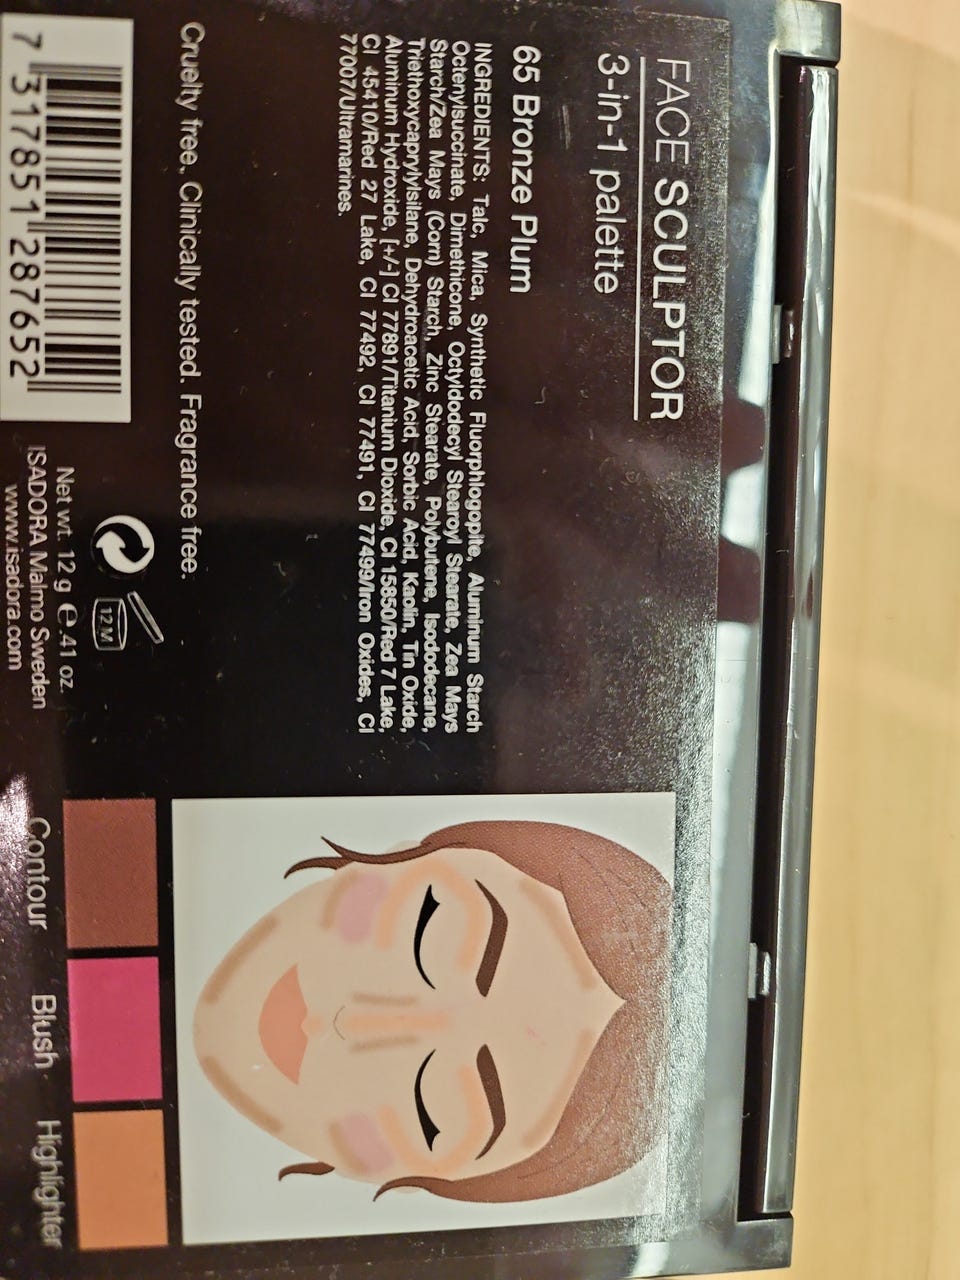 FACE SCULPTOR
3-in-1 palette
65 Bronze Plum
INGREDIENTS: Talc, Mica, Synthetic Fluorphlogopite, Aluminum Starch
Octenylsuccinate, Dimethicone, Octyldodecyl Stearoyl Stearate, Zea Mays
Starch/Zea Mays (Corn) Starch, Zinc Stearate, Polybutene, Isododecane,
Triethoxycaprylylsilane, Dehydroacetic Acid, Sorbic Acid, Kaolin, Tin Oxide,
Aluminum Hydroxide, [+/-] CI 77891/Titanium Dioxide, CI 15850/Red 7 Lake,
CI 45410/Red 27 Lake, CI 77492, CI 77491, CI 77499/Iron Oxides, CI
77007/Ultramarines.
Cruelty free. Clinically tested. Fragrance free.
7 317851 287652
12 M
Net wt. 12 g e .41 oz.
ISADORA Malmo Sweden
www.isadora.com
Contour Blush Highlighter